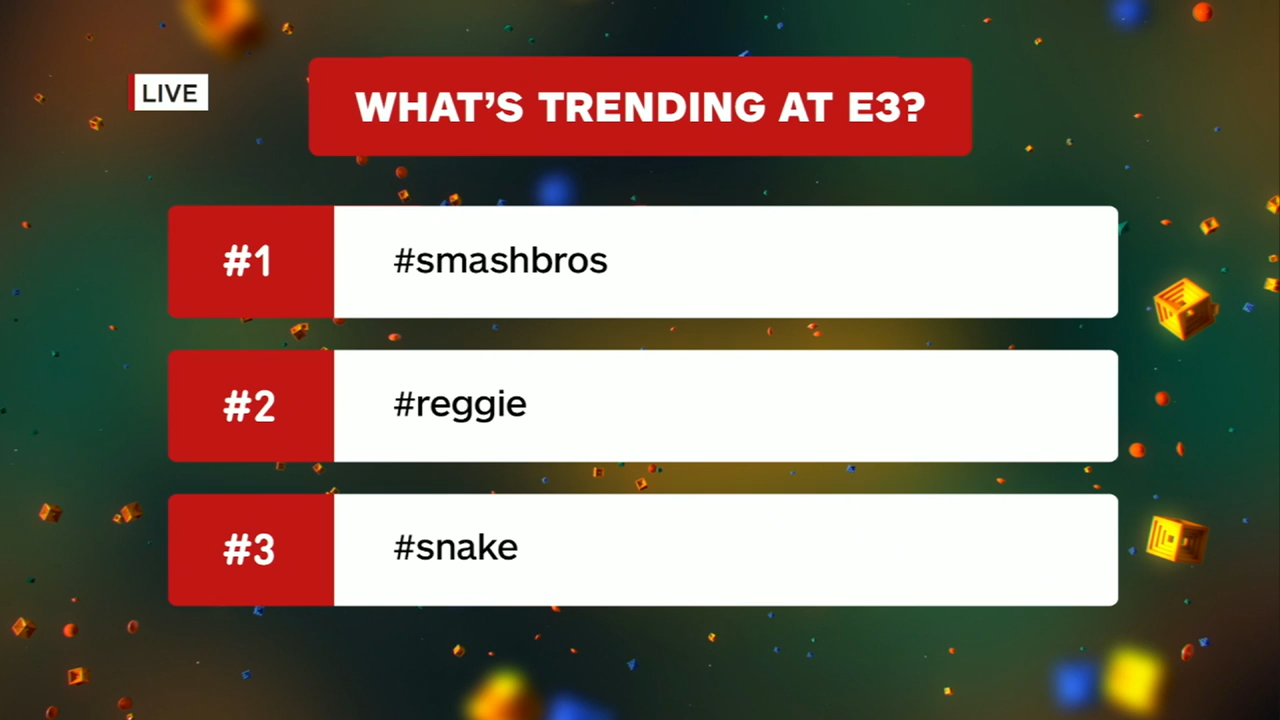 LIVE
WHAT'S TRENDING AT E3?
#1 #smashbros
#2 #reggie
#3 #snake